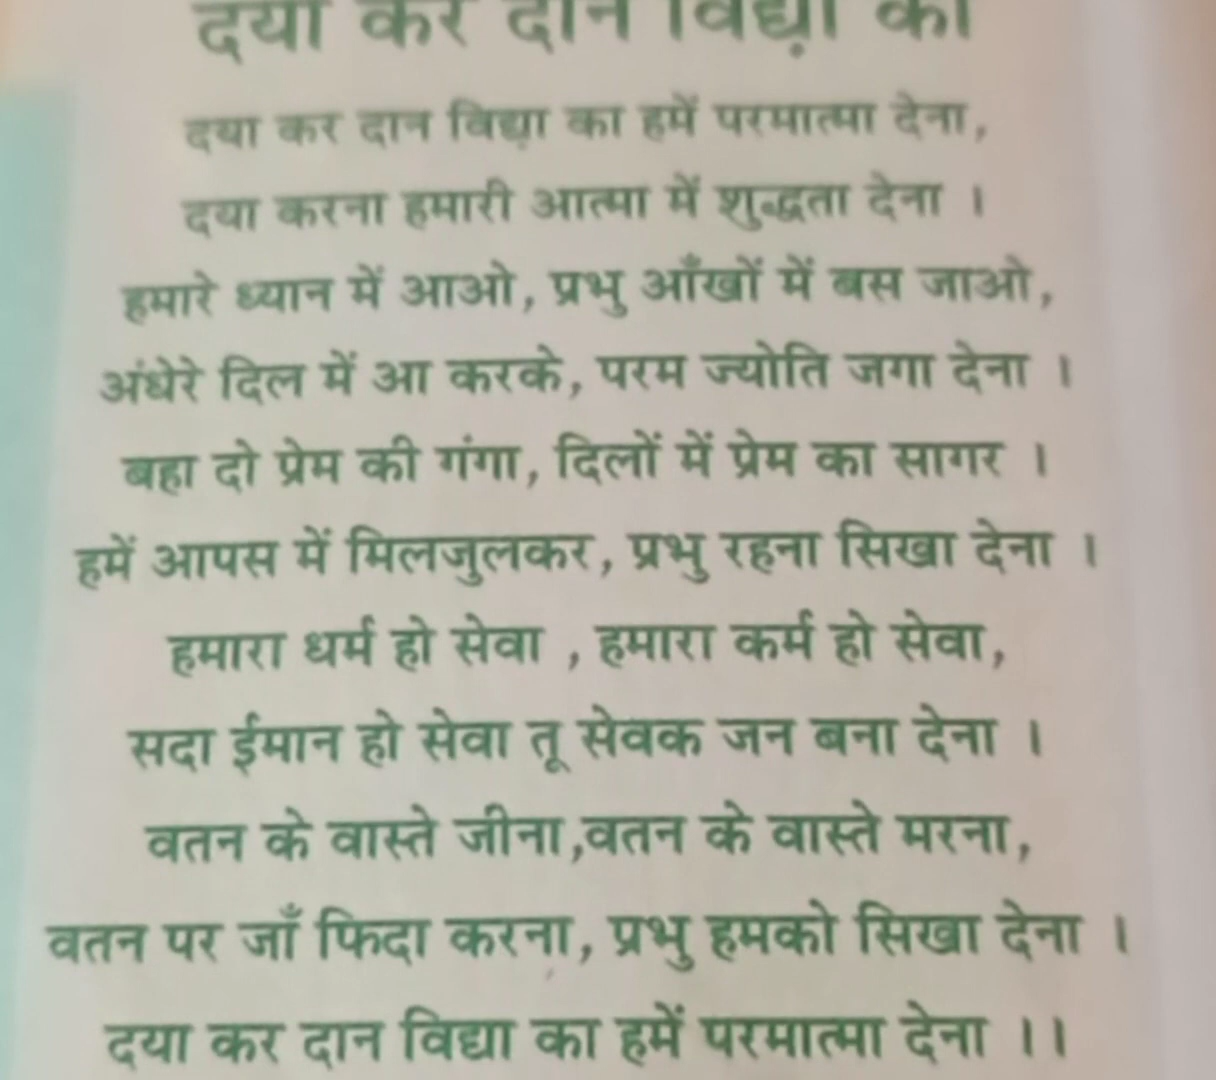 दया कर दान विद्या का
दया कर दान विद्या का हमें परमात्मा देना,
दया करना हमारी आत्मा में शुद्धता देना ।
हमारे ध्यान में आओ, प्रभु आँखों में बस जाओ,
अंधेरे दिल में आ करके, परम ज्योति जगा देना ।
बहा दो प्रेम की गंगा, दिलों में प्रेम का सागर ।
हमें आपस में मिलजुलकर, प्रभु रहना सिखा देना ।
हमारा धर्म हो सेवा , हमारा कर्म हो सेवा,
सदा ईमान हो सेवा तू सेवक जन बना देना ।
वतन के वास्ते जीना,वतन के वास्ते मरना,
वतन पर जाँ फिदा करना, प्रभु हमको सिखा देना ।
दया कर दान विद्या का हमें परमात्मा देना ।।